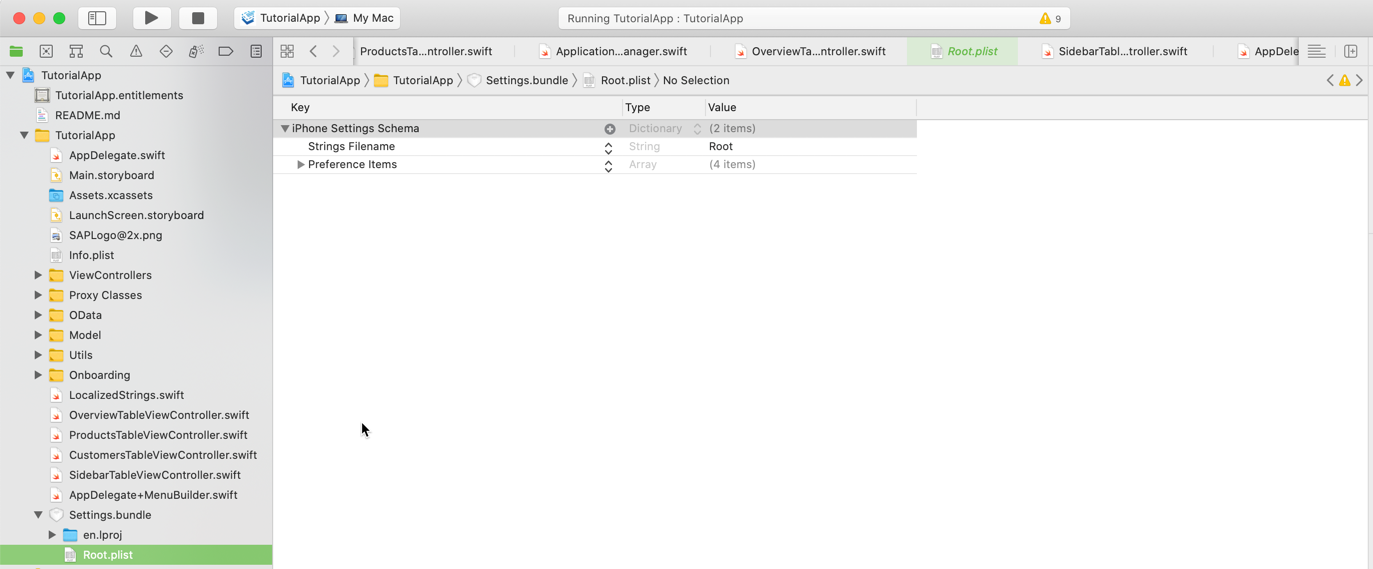 TutorialApp 〉 My Mac
Running TutorialApp : TutorialApp
9
ProductsTa...ntroller.swift
Application...anager.swift
OverviewTa...ntroller.swift
Root.plist
SidebarTabl...troller.swift
AppDele
TutorialApp 〉 TutorialApp 〉 Settings.bundle 〉 Root.plist 〉 No Selection
TutorialApp
TutorialApp.entitlements
README.md
TutorialApp
AppDelegate.swift
Main.storyboard
Assets.xcassets
LaunchScreen.storyboard
SAPLogo@2x.png
Info.plist
ViewControllers
Proxy Classes
OData
Model
Utils
Onboarding
LocalizedStrings.swift
OverviewTableViewController.swift
ProductsTableViewController.swift
CustomersTableViewController.swift
SidebarTableViewController.swift
AppDelegate+MenuBuilder.swift
Settings.bundle
en.lproj
Root.plist
Key Type Value
iPhone Settings Schema Dictionary (2 items)
Strings Filename String Root
Preference Items Array (4 items)